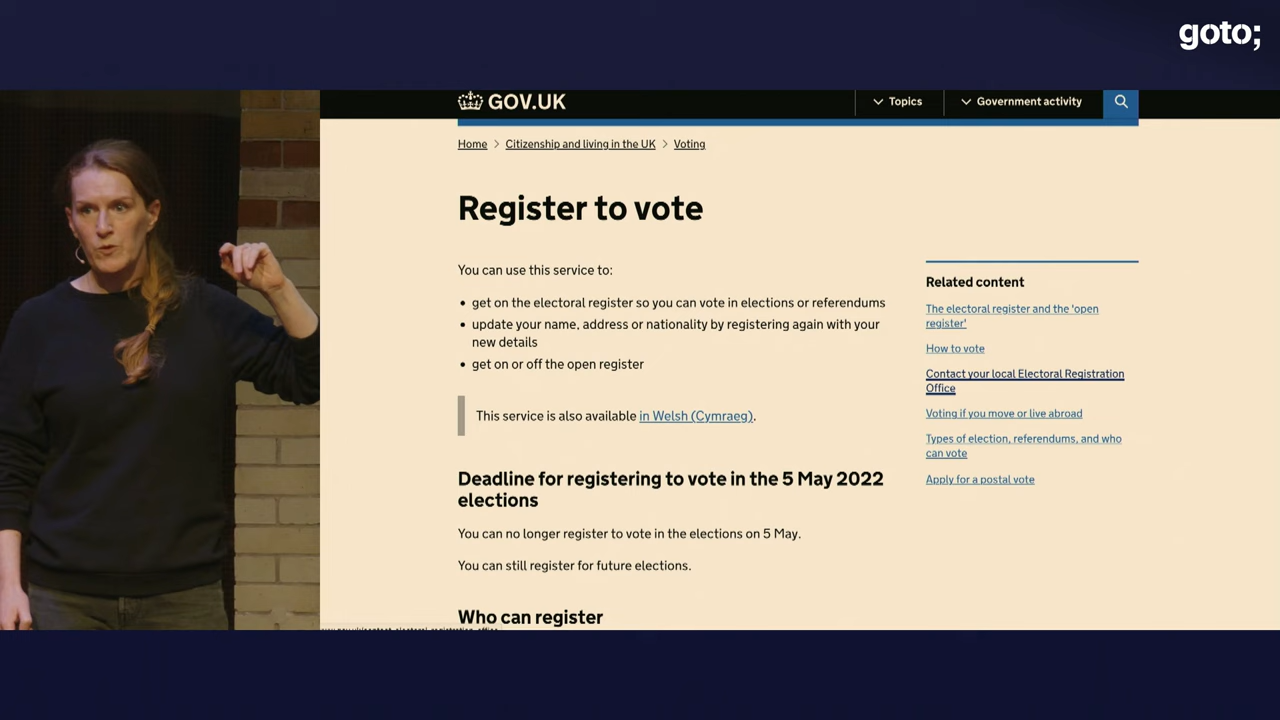 goto;
GOV.UK
Topics
Government activity
Home > Citizenship and living in the UK > Voting
Register to vote
You can use this service to:
• get on the electoral register so you can vote in elections or referendums
• update your name, address or nationality by registering again with your
new details
• get on or off the open register
This service is also available in Welsh (Cymraeg).
Deadline for registering to vote in the 5 May 2022
elections
You can no longer register to vote in the elections on 5 May.
You can still register for future elections.
Who can register
Related content
The electoral register and the 'open
register'
How to vote
Contact your local Electoral Registration
Office
Voting if you move or live abroad
Types of election, referendums, and who
can vote
Apply for a postal vote